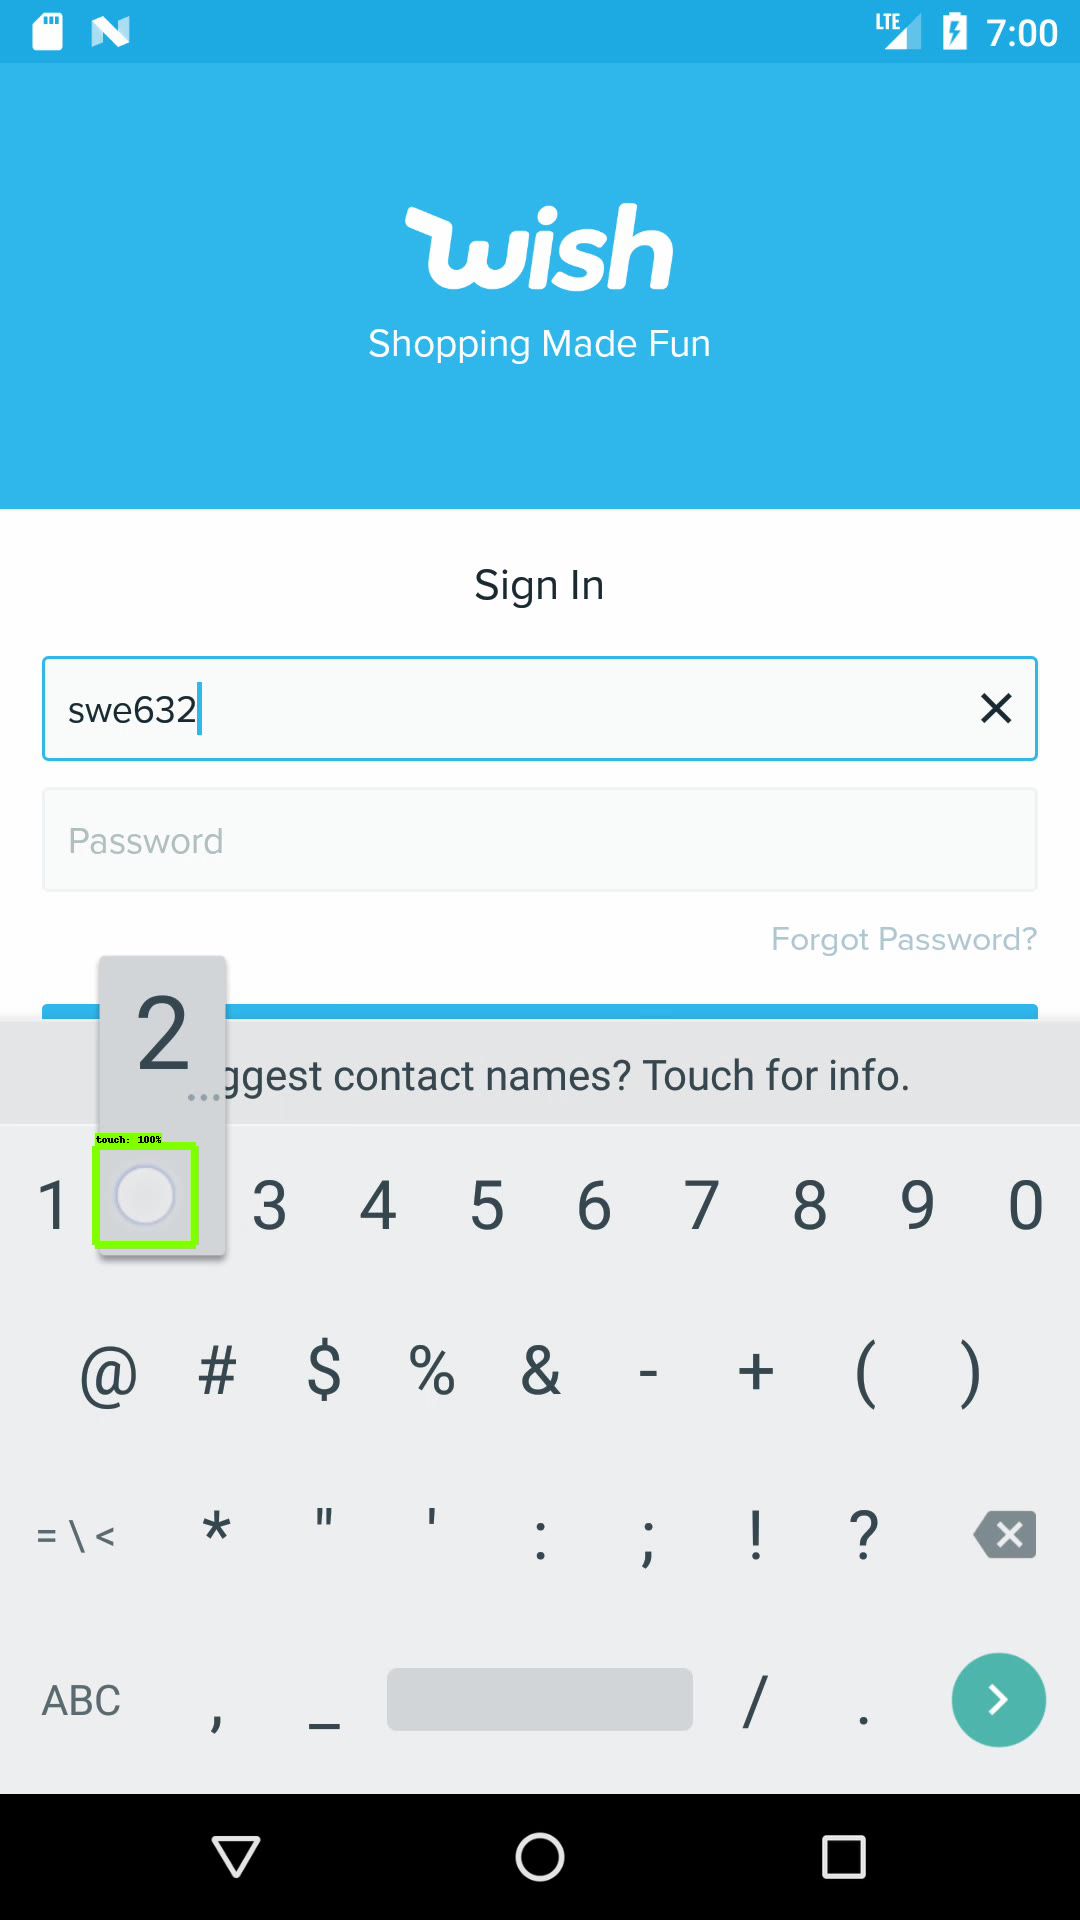 LTE 7:00
wish
Shopping Made Fun
Sign In
swe632
Password
Forgot Password?
2
ggest contact names? Touch for info.
touch: 100%
1 3 4 5 6 7 8 9 0
@ # $ % & - + ( )
= \ < * " ' : ; ! ?
ABC , _ / .